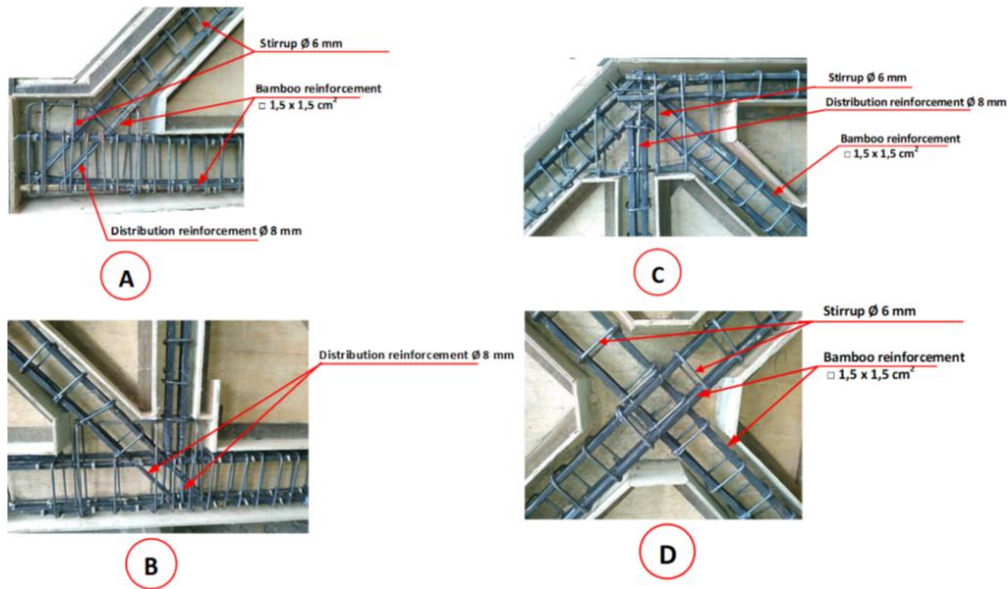 Stirrup Ø 6 mm
Bamboo reinforcement
□ 1,5 x 1,5 cm²
Distribution reinforcement Ø 8 mm
A
Stirrup Ø 6 mm
Distribution reinforcement Ø 8 mm
Bamboo reinforcement
□ 1,5 x 1,5 cm²
C
Distribution reinforcement Ø 8 mm
B
Stirrup Ø 6 mm
Bamboo reinforcement
□ 1,5 x 1,5 cm²
D